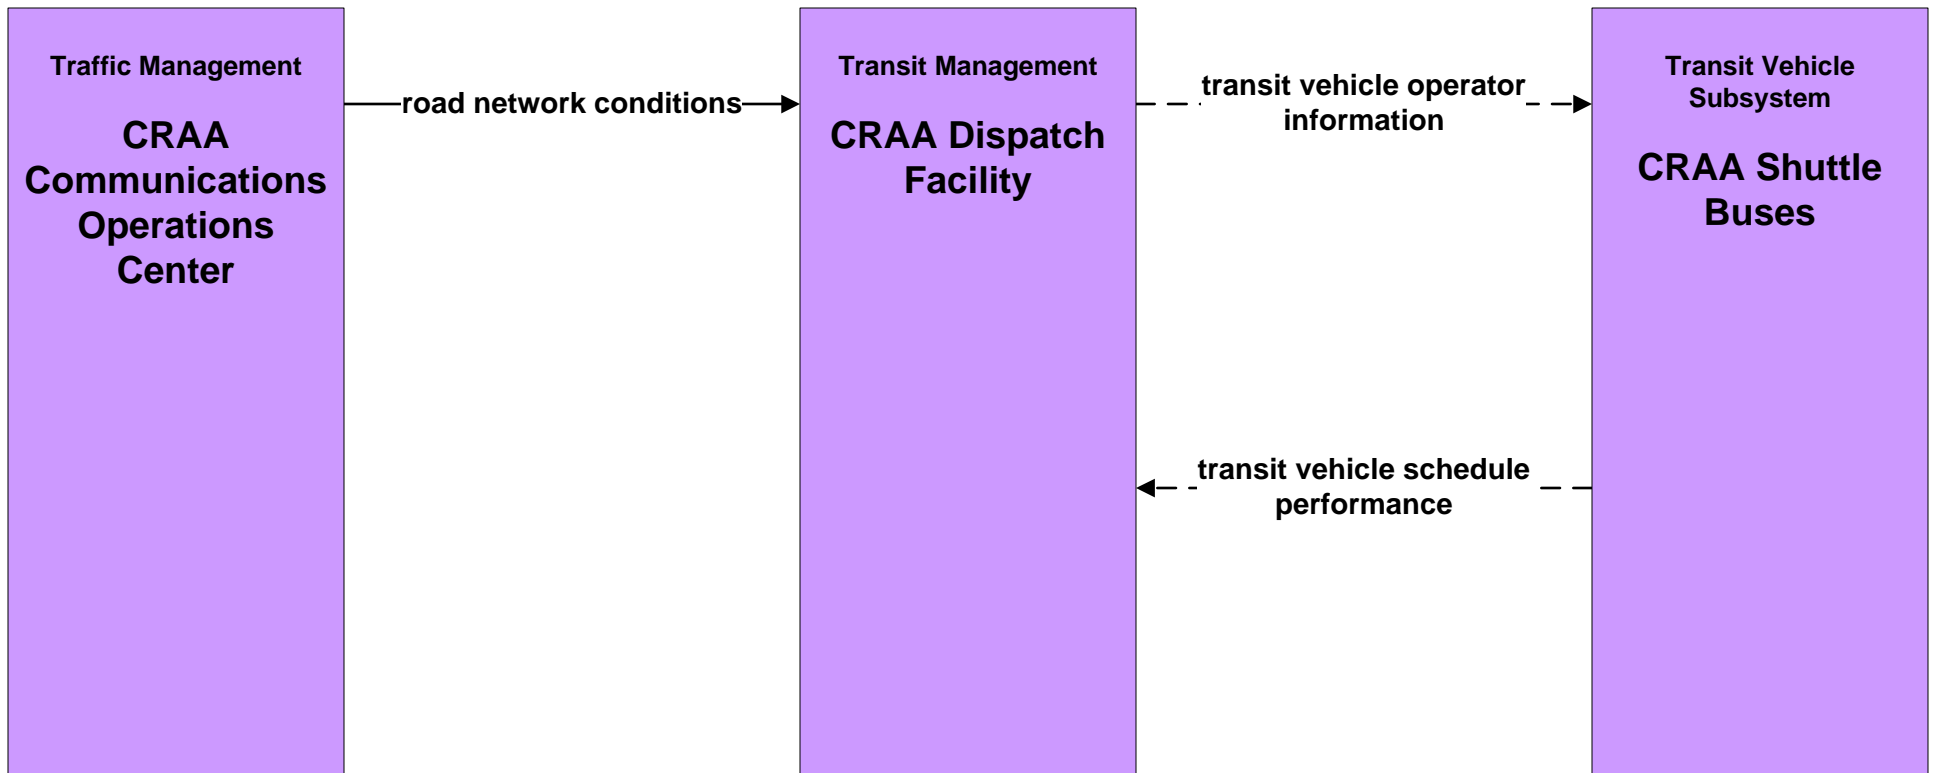 Traffic Management
CRAA
Communications
Operations
Center
road network conditions
Transit Management
CRAA Dispatch
Facility
transit vehicle operator
information
Transit Vehicle
Subsystem
CRAA Shuttle
Buses
transit vehicle schedule
performance